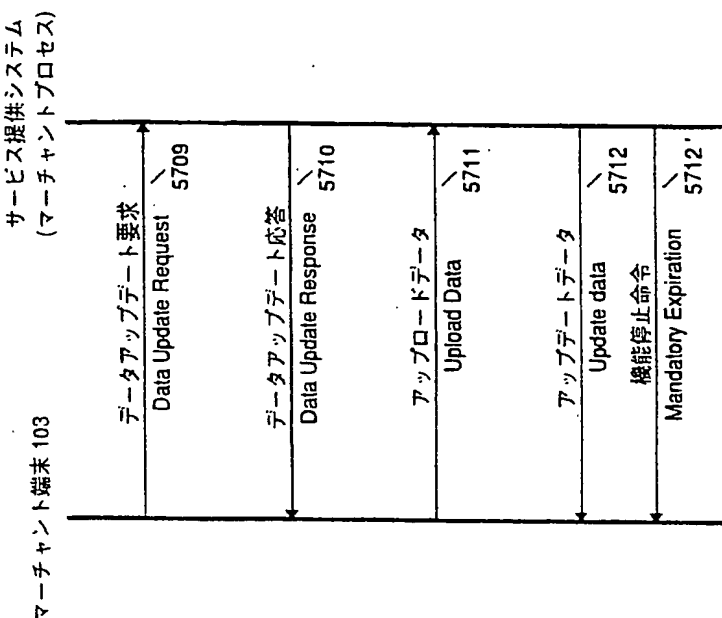 サービス提供システム
(マーチャントプロセス)
マーチャント端末 103
データアップデート要求
Data Update Request
5709
データアップデート応答
Data Update Response
5710
アップロードデータ
Upload Data
5711
アップデートデータ
Update data
5712
機能停止命令
Mandatory Expiration
5712'